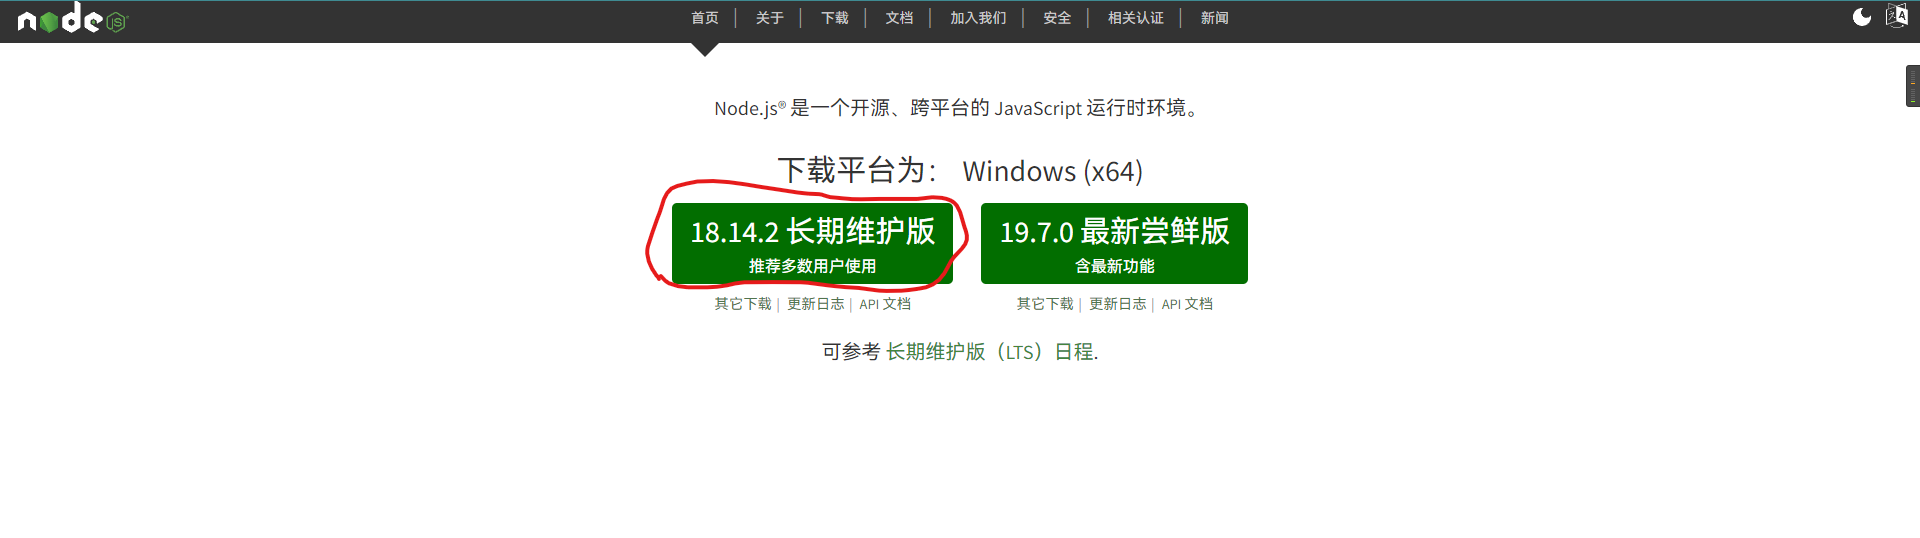 node JS
首页 | 关于 | 下载 | 文档 | 加入我们 | 安全 | 相关认证 | 新闻
Node.js® 是一个开源、跨平台的 JavaScript 运行时环境。
下载平台为： Windows (x64)
18.14.2 长期维护版
推荐多数用户使用
19.7.0 最新尝鲜版
含最新功能
其它下载 | 更新日志 | API 文档
其它下载 | 更新日志 | API 文档
可参考 长期维护版（LTS）日程.